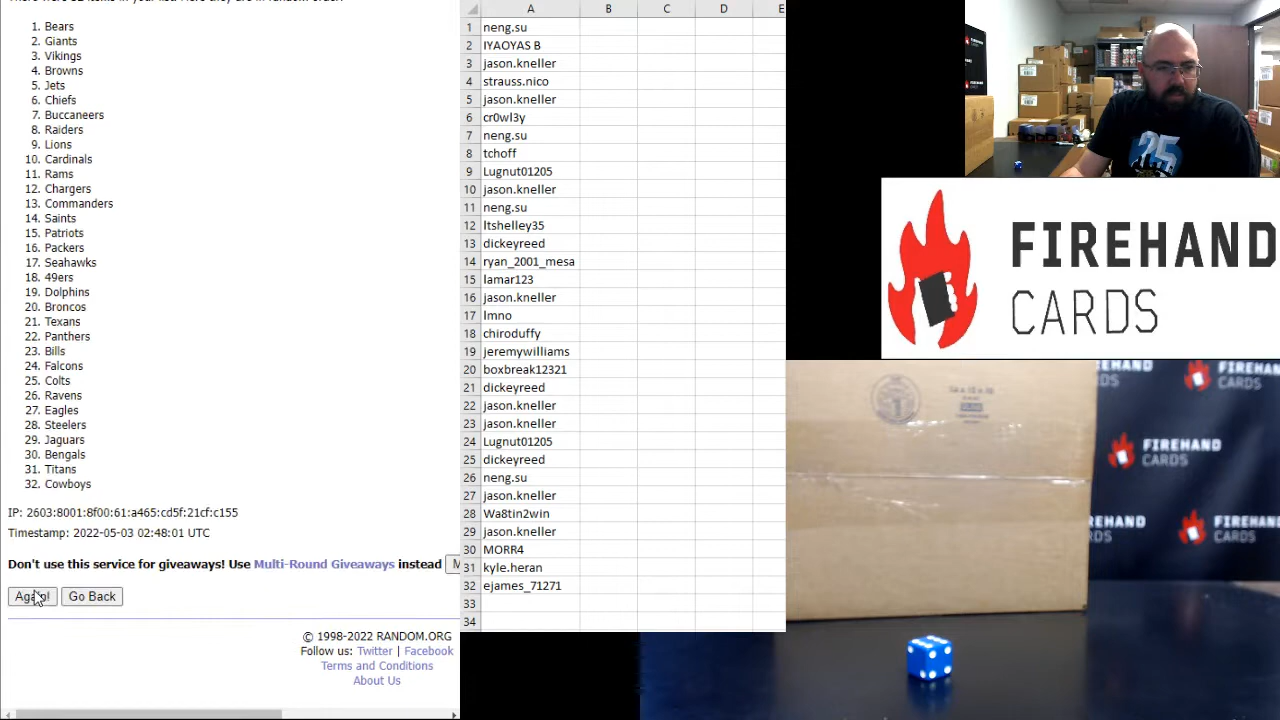 1. Bears
2. Giants
3. Vikings
4. Browns
5. Jets
6. Chiefs
7. Buccaneers
8. Raiders
9. Lions
10. Cardinals
11. Rams
12. Chargers
13. Commanders
14. Saints
15. Patriots
16. Packers
17. Seahawks
18. 49ers
19. Dolphins
20. Broncos
21. Texans
22. Panthers
23. Bills
24. Falcons
25. Colts
26. Ravens
27. Eagles
28. Steelers
29. Jaguars
30. Bengals
31. Titans
32. Cowboys
IP: 2603:8001:8f00:61:a465:cd5f:21cf:c155
Timestamp: 2022-05-03 02:48:01 UTC
Don't use this service for giveaways! Use Multi-Round Giveaways instead
Again! Go Back
© 1998-2022 RANDOM.ORG
Follow us: Twitter | Facebook
Terms and Conditions
About Us
A B C D E
1 neng.su
2 IYAOYAS B
3 jason.kneller
4 strauss.nico
5 jason.kneller
6 cr0wl3y
7 neng.su
8 tchoff
9 Lugnut01205
10 jason.kneller
11 neng.su
12 ltshelley35
13 dickeyreed
14 ryan_2001_mesa
15 lamar123
16 jason.kneller
17 lmno
18 chiroduffy
19 jeremywilliams
20 boxbreak12321
21 dickeyreed
22 jason.kneller
23 jason.kneller
24 Lugnut01205
25 dickeyreed
26 neng.su
27 jason.kneller
28 Wa8tin2win
29 jason.kneller
30 MORR4
31 kyle.heran
32 ejames_71271
33
34
25
FIREHAND
CARDS
FIREHAND
CARDS